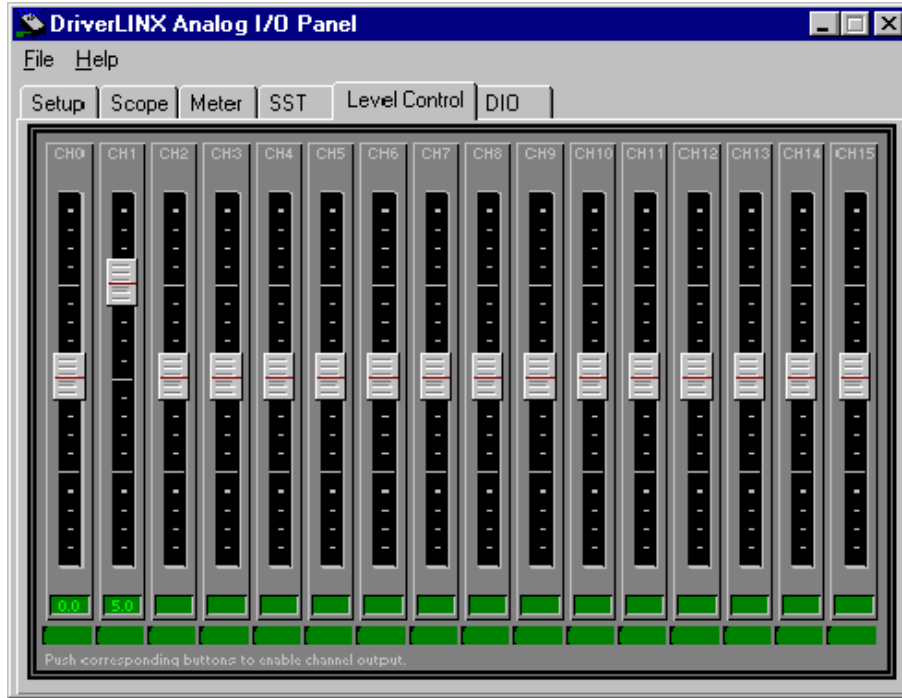 DriverLINX Analog I/O Panel
File Help
Setup Scope Meter SST Level Control DIO
CH0 CH1 CH2 CH3 CH4 CH5 CH6 CH7 CH8 CH9 CH10 CH11 CH12 CH13 CH14 CH15
0.0 5.0
Push corresponding buttons to enable channel output.